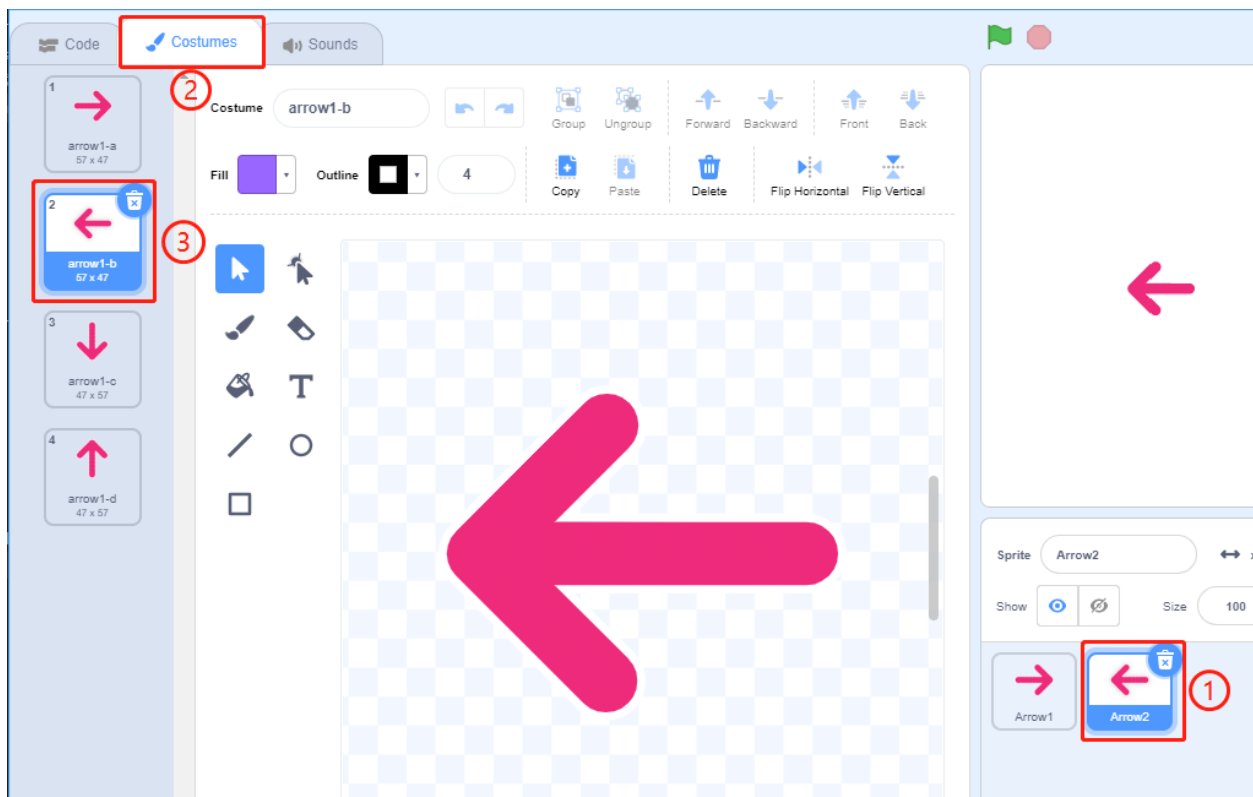 Code Costumes Sounds
②
1
arrow1-a
57 x 47
2
arrow1-b
57 x 47
③
3
arrow1-c
47 x 57
4
arrow1-d
47 x 57
Costume arrow1-b
Group Ungroup Forward Backward Front Back
Fill Outline 4
Copy Paste Delete Flip Horizontal Flip Vertical
T
Sprite Arrow2
Show Size 100
Arrow1 Arrow2
①